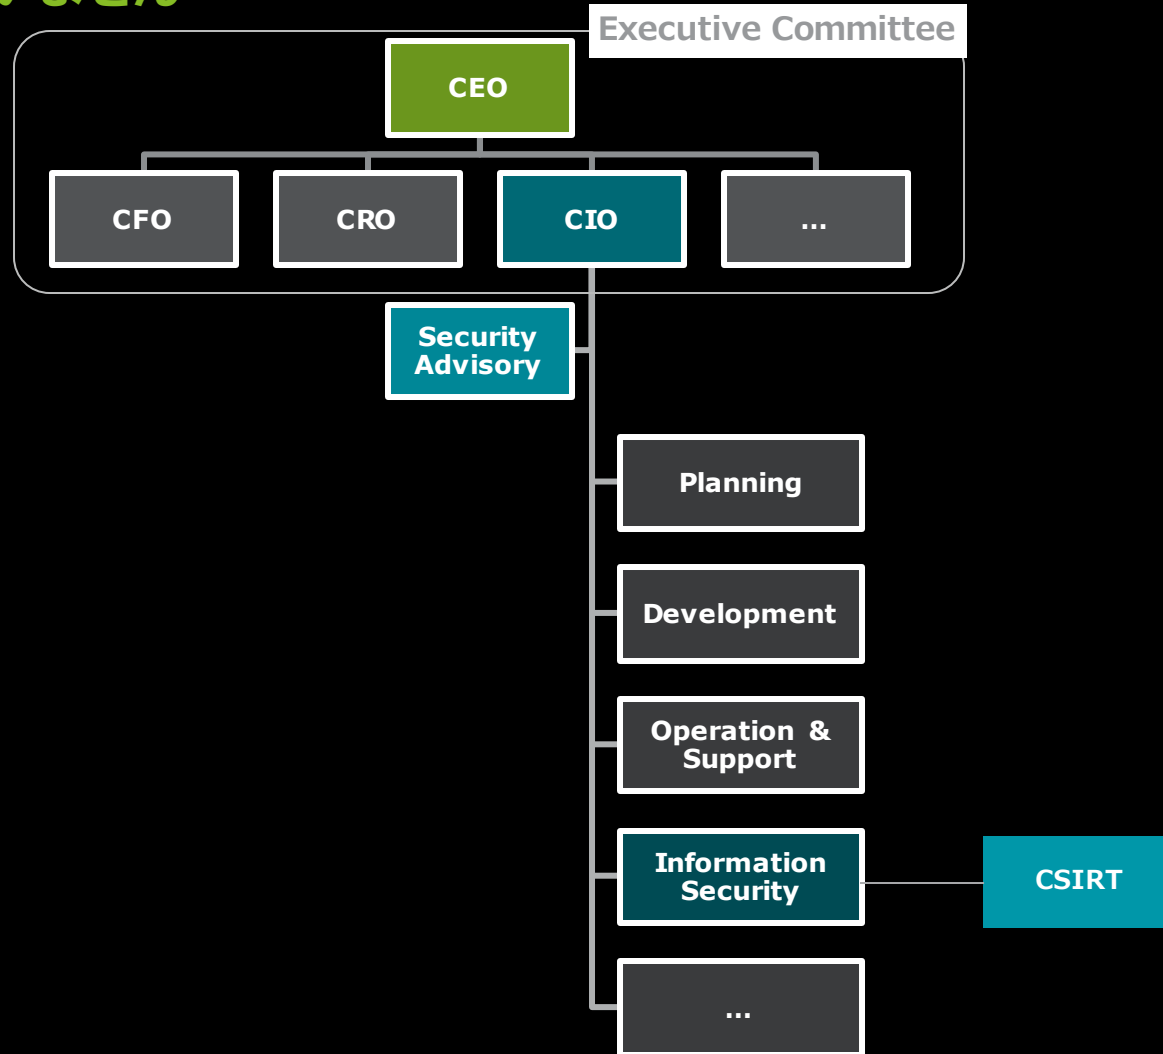 Executive Committee
CEO
CFO
CRO
CIO
...
Security
Advisory
Planning
Development
Operation &
Support
Information
Security
CSIRT
...